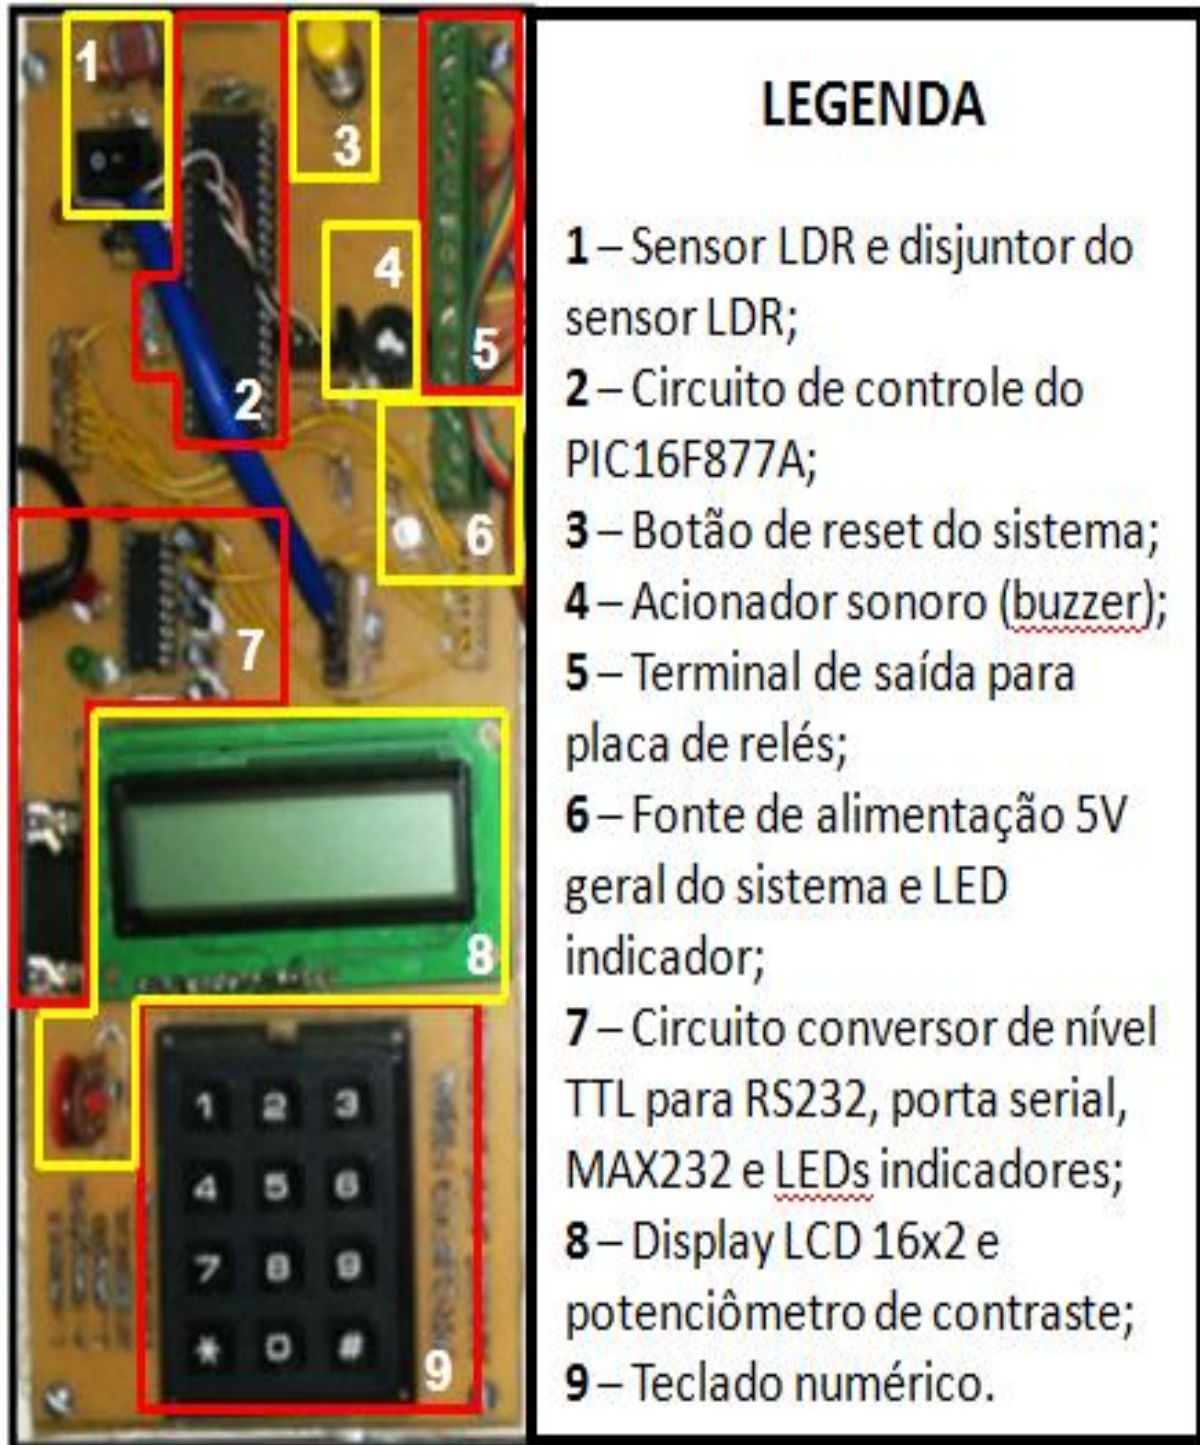 1
2
3
4
5
6
7
8
1 2 3
4 5 6
7 8 9
* 0 #
9
LEGENDA
1 – Sensor LDR e disjuntor do
sensor LDR;
2 – Circuito de controle do
PIC16F877A;
3 – Botão de reset do sistema;
4 – Acionador sonoro (buzzer);
5 – Terminal de saída para
placa de relés;
6 – Fonte de alimentação 5V
geral do sistema e LED
indicador;
7 – Circuito conversor de nível
TTL para RS232, porta serial,
MAX232 e LEDs indicadores;
8 – Display LCD 16x2 e
potenciômetro de contraste;
9 – Teclado numérico.